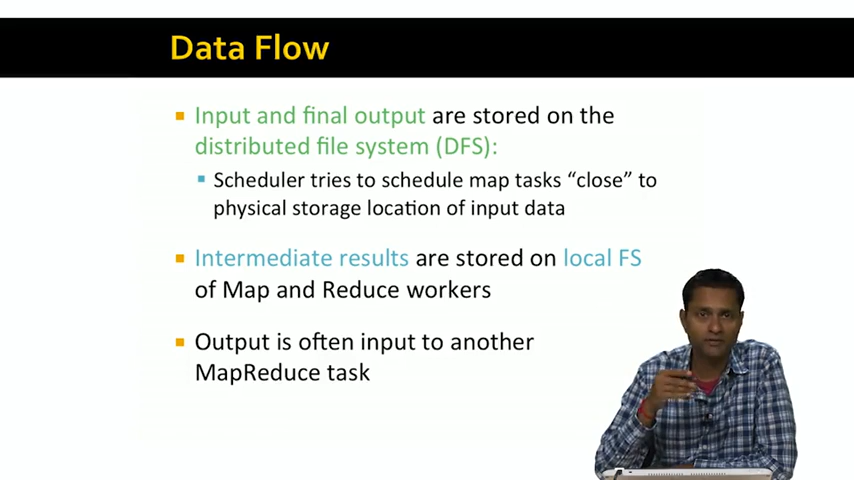 Data Flow
Input and final output are stored on the
distributed file system (DFS):
Scheduler tries to schedule map tasks “close” to
physical storage location of input data
Intermediate results are stored on local FS
of Map and Reduce workers
Output is often input to another
MapReduce task